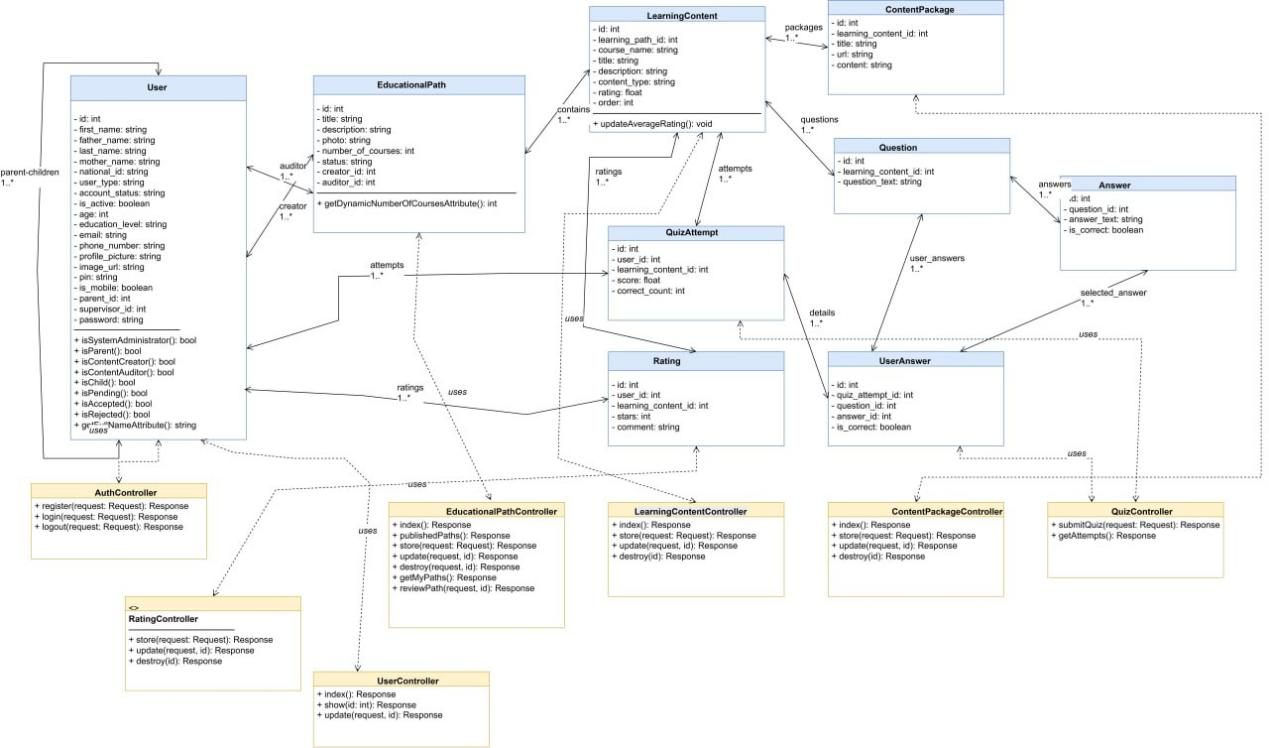 LearningContent
- id: int
- learning_path_id: int
- course_name: string
- title: string
- description: string
- content_type: string
- rating: float
- order: int
+ updateAverageRating(): void
packages
1..*
ContentPackage
- id: int
- learning_content_id: int
- title: string
- url: string
- content: string
User
- id: int
- first_name: string
- father_name: string
- last_name: string
- mother_name: string
- national_id: string
- user_type: string
- account_status: string
- is_active: boolean
- age: int
- education_level: string
- email: string
- phone_number: string
- profile_picture: string
- image_url: string
- pin: string
- is_mobile: boolean
- parent_id: int
- supervisor_id: int
- password: string
+ isSystemAdministrator(): bool
+ isParent(): bool
+ isContentCreator(): bool
+ isContentAuditor(): bool
+ isChild(): bool
+ isPending(): bool
+ isAccepted(): bool
+ isRejected(): bool
NameAttribute(): string
uses
parent-children
1..*
EducationalPath
- id: int
- title: string
- description: string
- photo: string
- number_of_courses: int
- status: string
- creator_id: int
- auditor_id: int
+ getDynamicNumberOfCoursesAttribute(): int
auditor
1..*
creator
1..*
contains
1..*
questions
1..*
Question
- id: int
- learning_content_id: int
- question_text: string
answers
1..*
Answer
id: int
- question_id: int
- answer_text: string
- is_correct: boolean
ratings
1..*
attempts
1..*
QuizAttempt
- id: int
- user_id: int
- learning_content_id: int
- score: float
- correct_count: int
attempts
1..*
user_answers
1..*
selected_answer
1..*
details
1..*
uses
uses
Rating
- id: int
- user_id: int
- learning_content_id: int
- stars: int
- comment: string
UserAnswer
- id: int
- quiz_attempt_id: int
- question_id: int
- answer_id: int
- is_correct: boolean
ratings
1..*
uses
uses
uses
uses
AuthController
+ register(request: Request): Response
+ login(request: Request): Response
+ logout(request: Request): Response
EducationalPathController
+ index(): Response
+ publishedPaths(): Response
+ store(request: Request): Response
+ update(request, id): Response
+ destroy(request, id): Response
+ getMyPaths(): Response
+ reviewPath(request, id): Response
LearningContentController
+ index(): Response
+ store(request: Request): Response
+ update(request, id): Response
+ destroy(id): Response
ContentPackageController
+ index(): Response
+ store(request: Request): Response
+ update(request, id): Response
+ destroy(id): Response
QuizController
+ submitQuiz(request: Request): Response
+ getAttempts(): Response
<>
RatingController
+ store(request: Request): Response
+ update(request, id): Response
+ destroy(id): Response
UserController
+ index(): Response
+ show(id: int): Response
+ update(request, id): Response